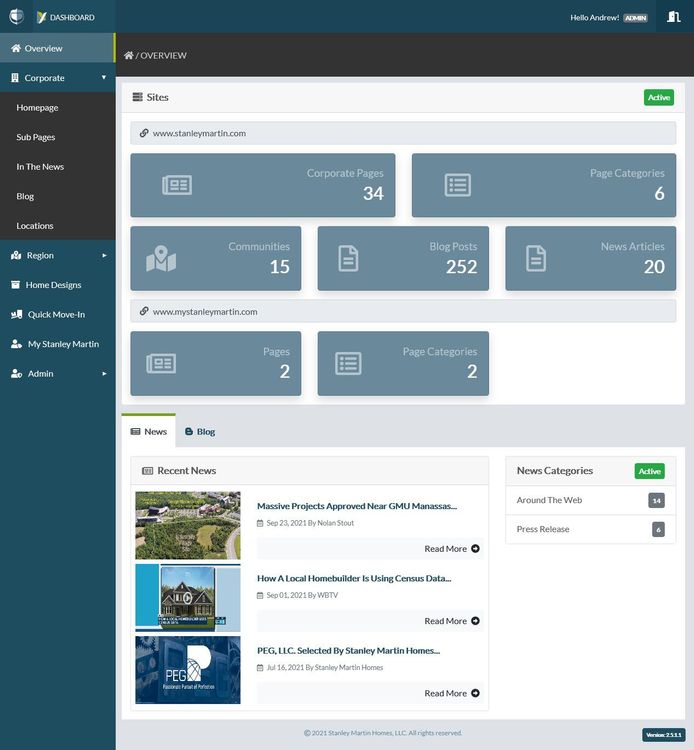 DASHBOARD
Hello Andrew! ADMIN
Overview
Corporate
Homepage
Sub Pages
In The News
Blog
Locations
Region
Home Designs
Quick Move-In
My Stanley Martin
Admin
/ OVERVIEW
Sites
Active
www.stanleymartin.com
Corporate Pages
34
Page Categories
6
Communities
15
Blog Posts
252
News Articles
20
www.mystanleymartin.com
Pages
2
Page Categories
2
News
Blog
Recent News
Massive Projects Approved Near GMU Manassas...
Sep 23, 2021 By Nolan Stout
Read More
How A Local Homebuilder Is Using Census Data...
Sep 01, 2021 By WBTV
Read More
PEG
Passionate Pursuit of Perfection
PEG, LLC. Selected By Stanley Martin Homes...
Jul 16, 2021 By Stanley Martin Homes
Read More
News Categories
Active
Around The Web
14
Press Release
6
© 2021 Stanley Martin Homes, LLC. All rights reserved.
Version: 2.5.1.1